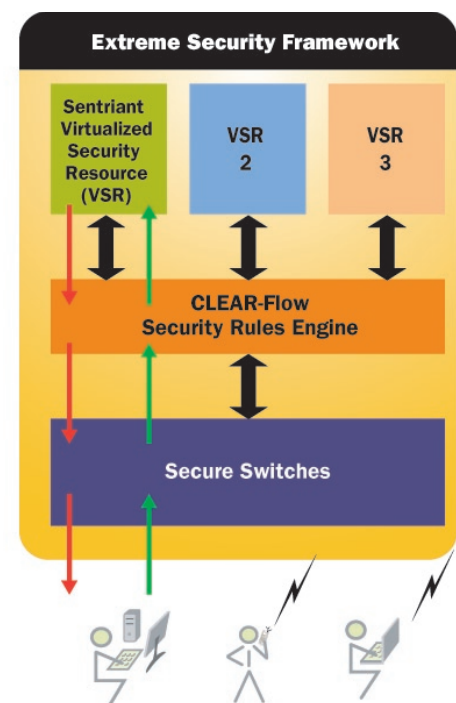 Extreme Security Framework
Sentriant
Virtualized
Security
Resource
(VSR)
VSR
2
VSR
3
CLEAR-Flow
Security Rules Engine
Secure Switches